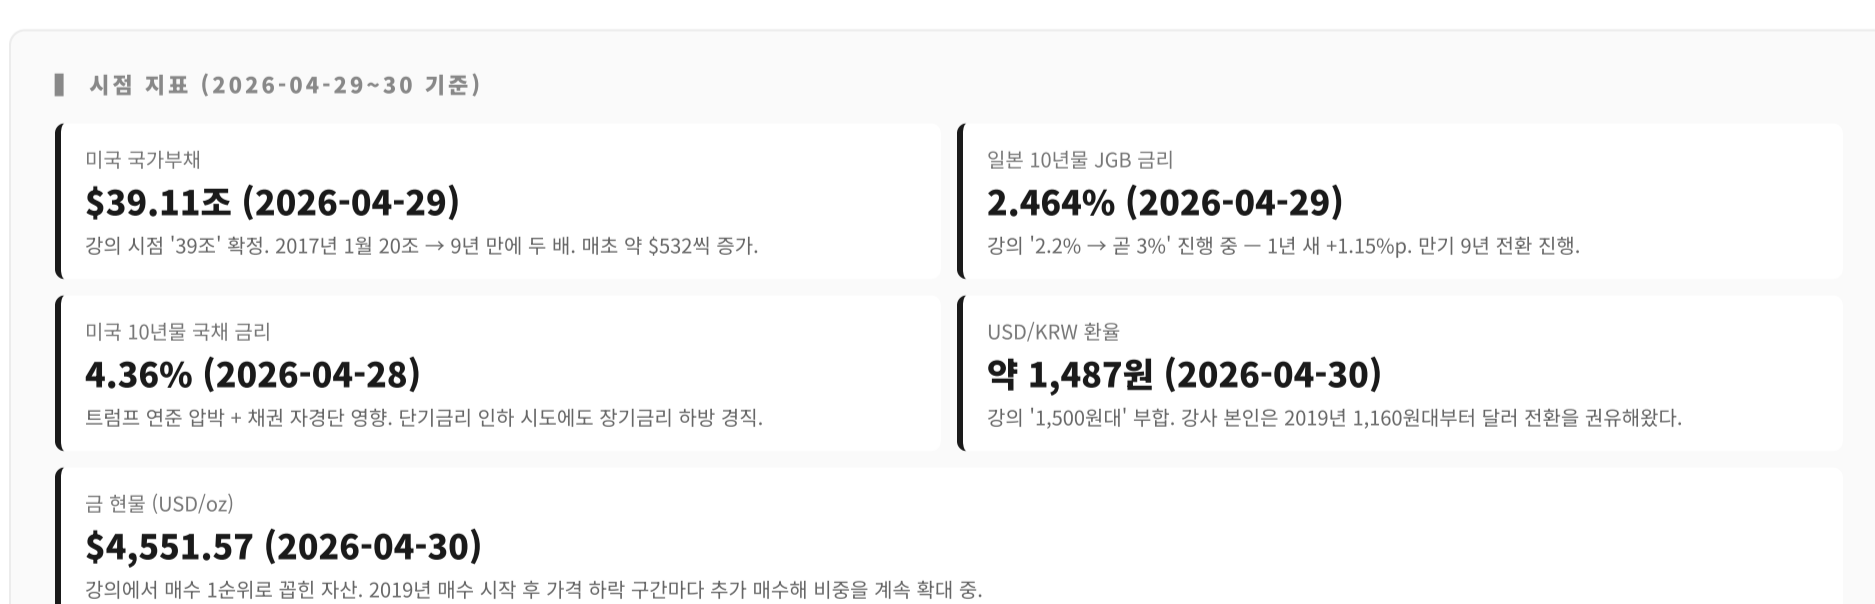 시점 지표 (2026-04-29~30 기준)
미국 국가부채
$39.11조 (2026-04-29)
강의 시점 '39조' 확정. 2017년 1월 20조 → 9년 만에 두 배. 매초 약 $532씩 증가.
일본 10년물 JGB 금리
2.464% (2026-04-29)
강의 '2.2% → 곧 3%' 진행 중 — 1년 새 +1.15%p. 만기 9년 전환 진행.
미국 10년물 국채 금리
4.36% (2026-04-28)
트럼프 연준 압박 + 채권 자경단 영향. 단기금리 인하 시도에도 장기금리 하방 경직.
USD/KRW 환율
약 1,487원 (2026-04-30)
강의 '1,500원대' 부합. 강사 본인은 2019년 1,160원대부터 달러 전환을 권유해왔다.
금 현물 (USD/oz)
$4,551.57 (2026-04-30)
강의에서 매수 1순위로 꼽힌 자산. 2019년 매수 시작 후 가격 하락 구간마다 추가 매수해 비중을 계속 확대 중.